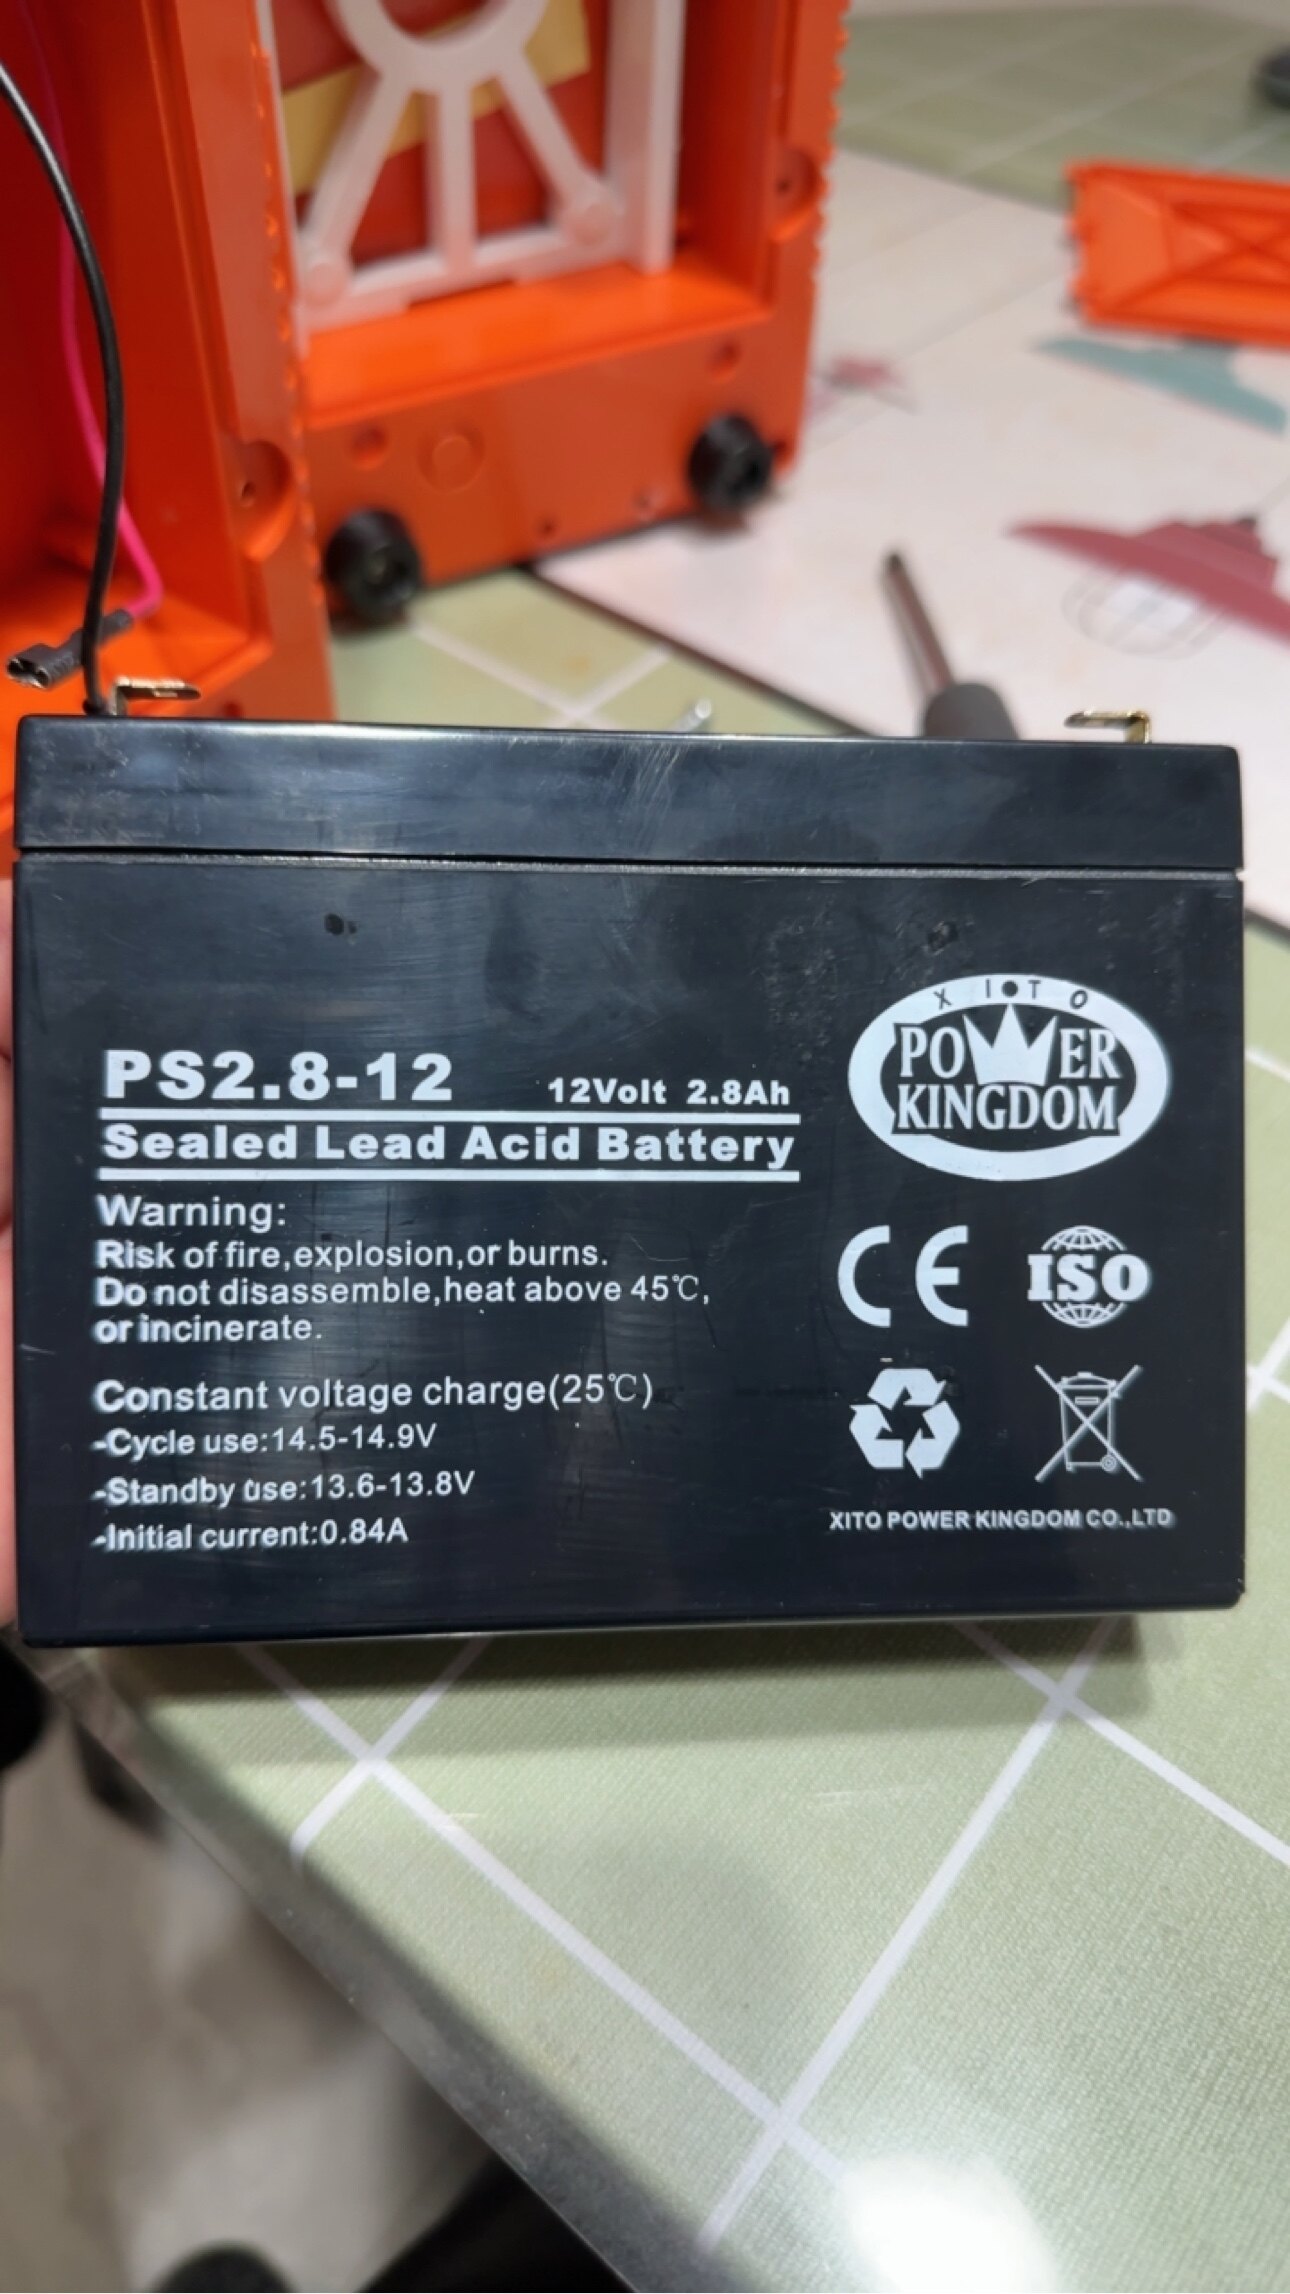 PS2.8-12 12Volt 2.8Ah
Sealed Lead Acid Battery
Warning:
Risk of fire,explosion,or burns.
Do not disassemble,heat above 45℃,
or incinerate.
Constant voltage charge(25℃)
-Cycle use:14.5-14.9V
-Standby use:13.6-13.8V
-Initial current:0.84A
XITO
POWER
KINGDOM
CE ISO
XITO POWER KINGDOM CO.,LTD